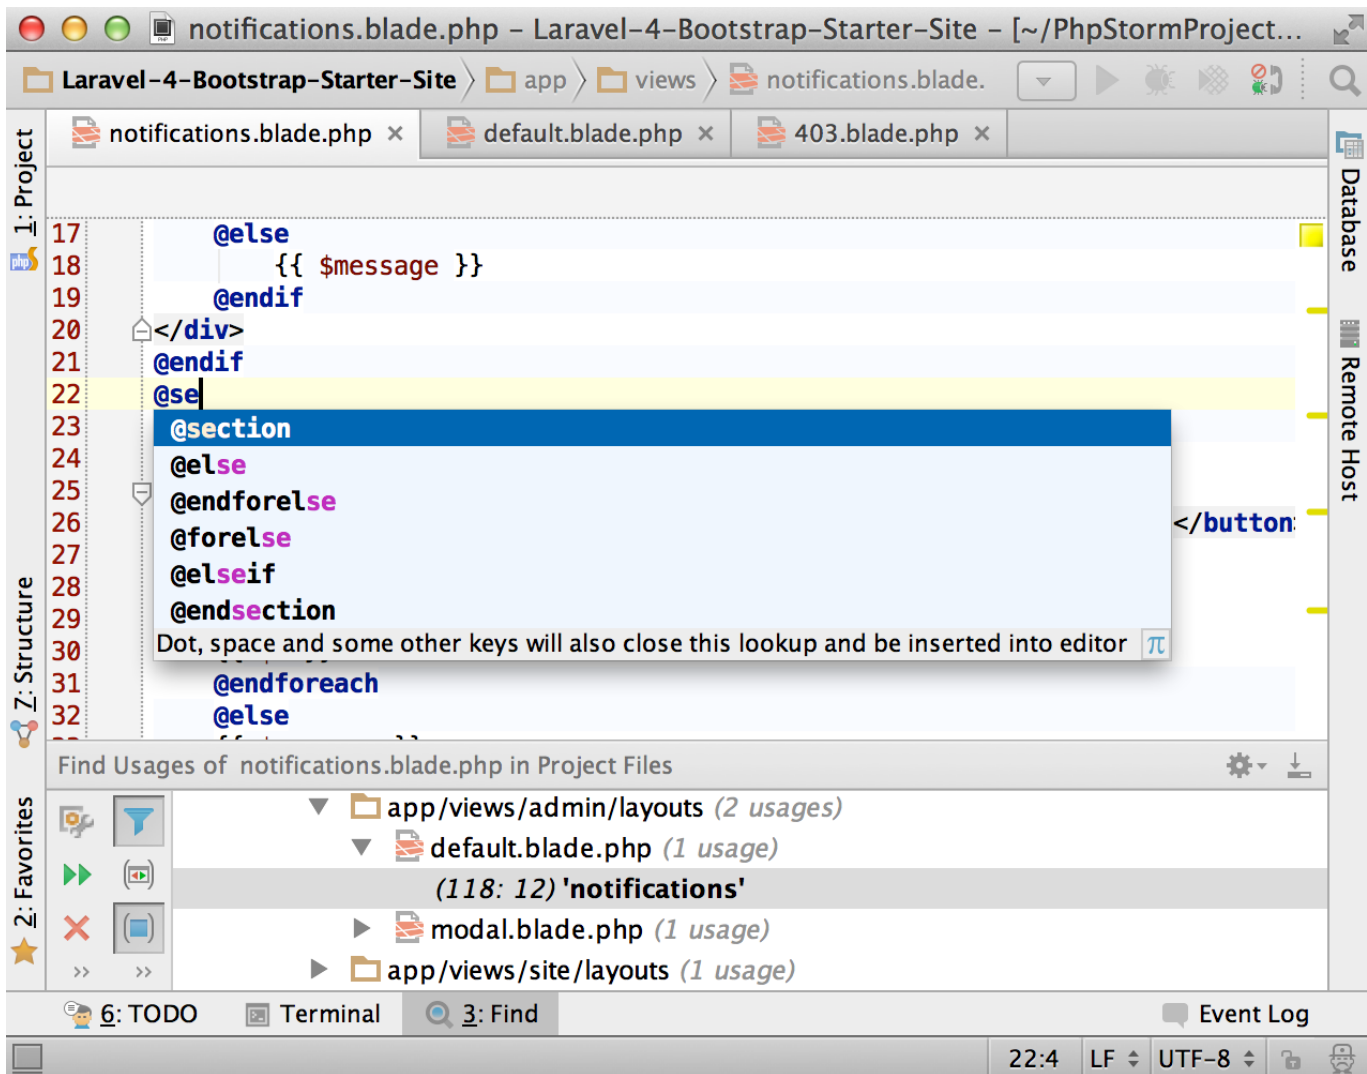 notifications.blade.php – Laravel-4-Bootstrap-Starter-Site – [~/PhpStormProject...
Laravel-4-Bootstrap-Starter-Site app views notifications.blade.
notifications.blade.php × default.blade.php × 403.blade.php ×
1: Project
Z: Structure
2: Favorites
Database
Remote Host
17 @else
18 {{ $message }}
19 @endif
20 </div>
21 @endif
22 @se
23
24
25
26 </button
27
28
29
30
31 @endforeach
32 @else
@section
@else
@endforelse
@forelse
@elseif
@endsection
Dot, space and some other keys will also close this lookup and be inserted into editor π
Find Usages of notifications.blade.php in Project Files
app/views/admin/layouts (2 usages)
default.blade.php (1 usage)
(118: 12) 'notifications'
modal.blade.php (1 usage)
app/views/site/layouts (1 usage)
6: TODO Terminal 3: Find Event Log
22:4 LF UTF-8